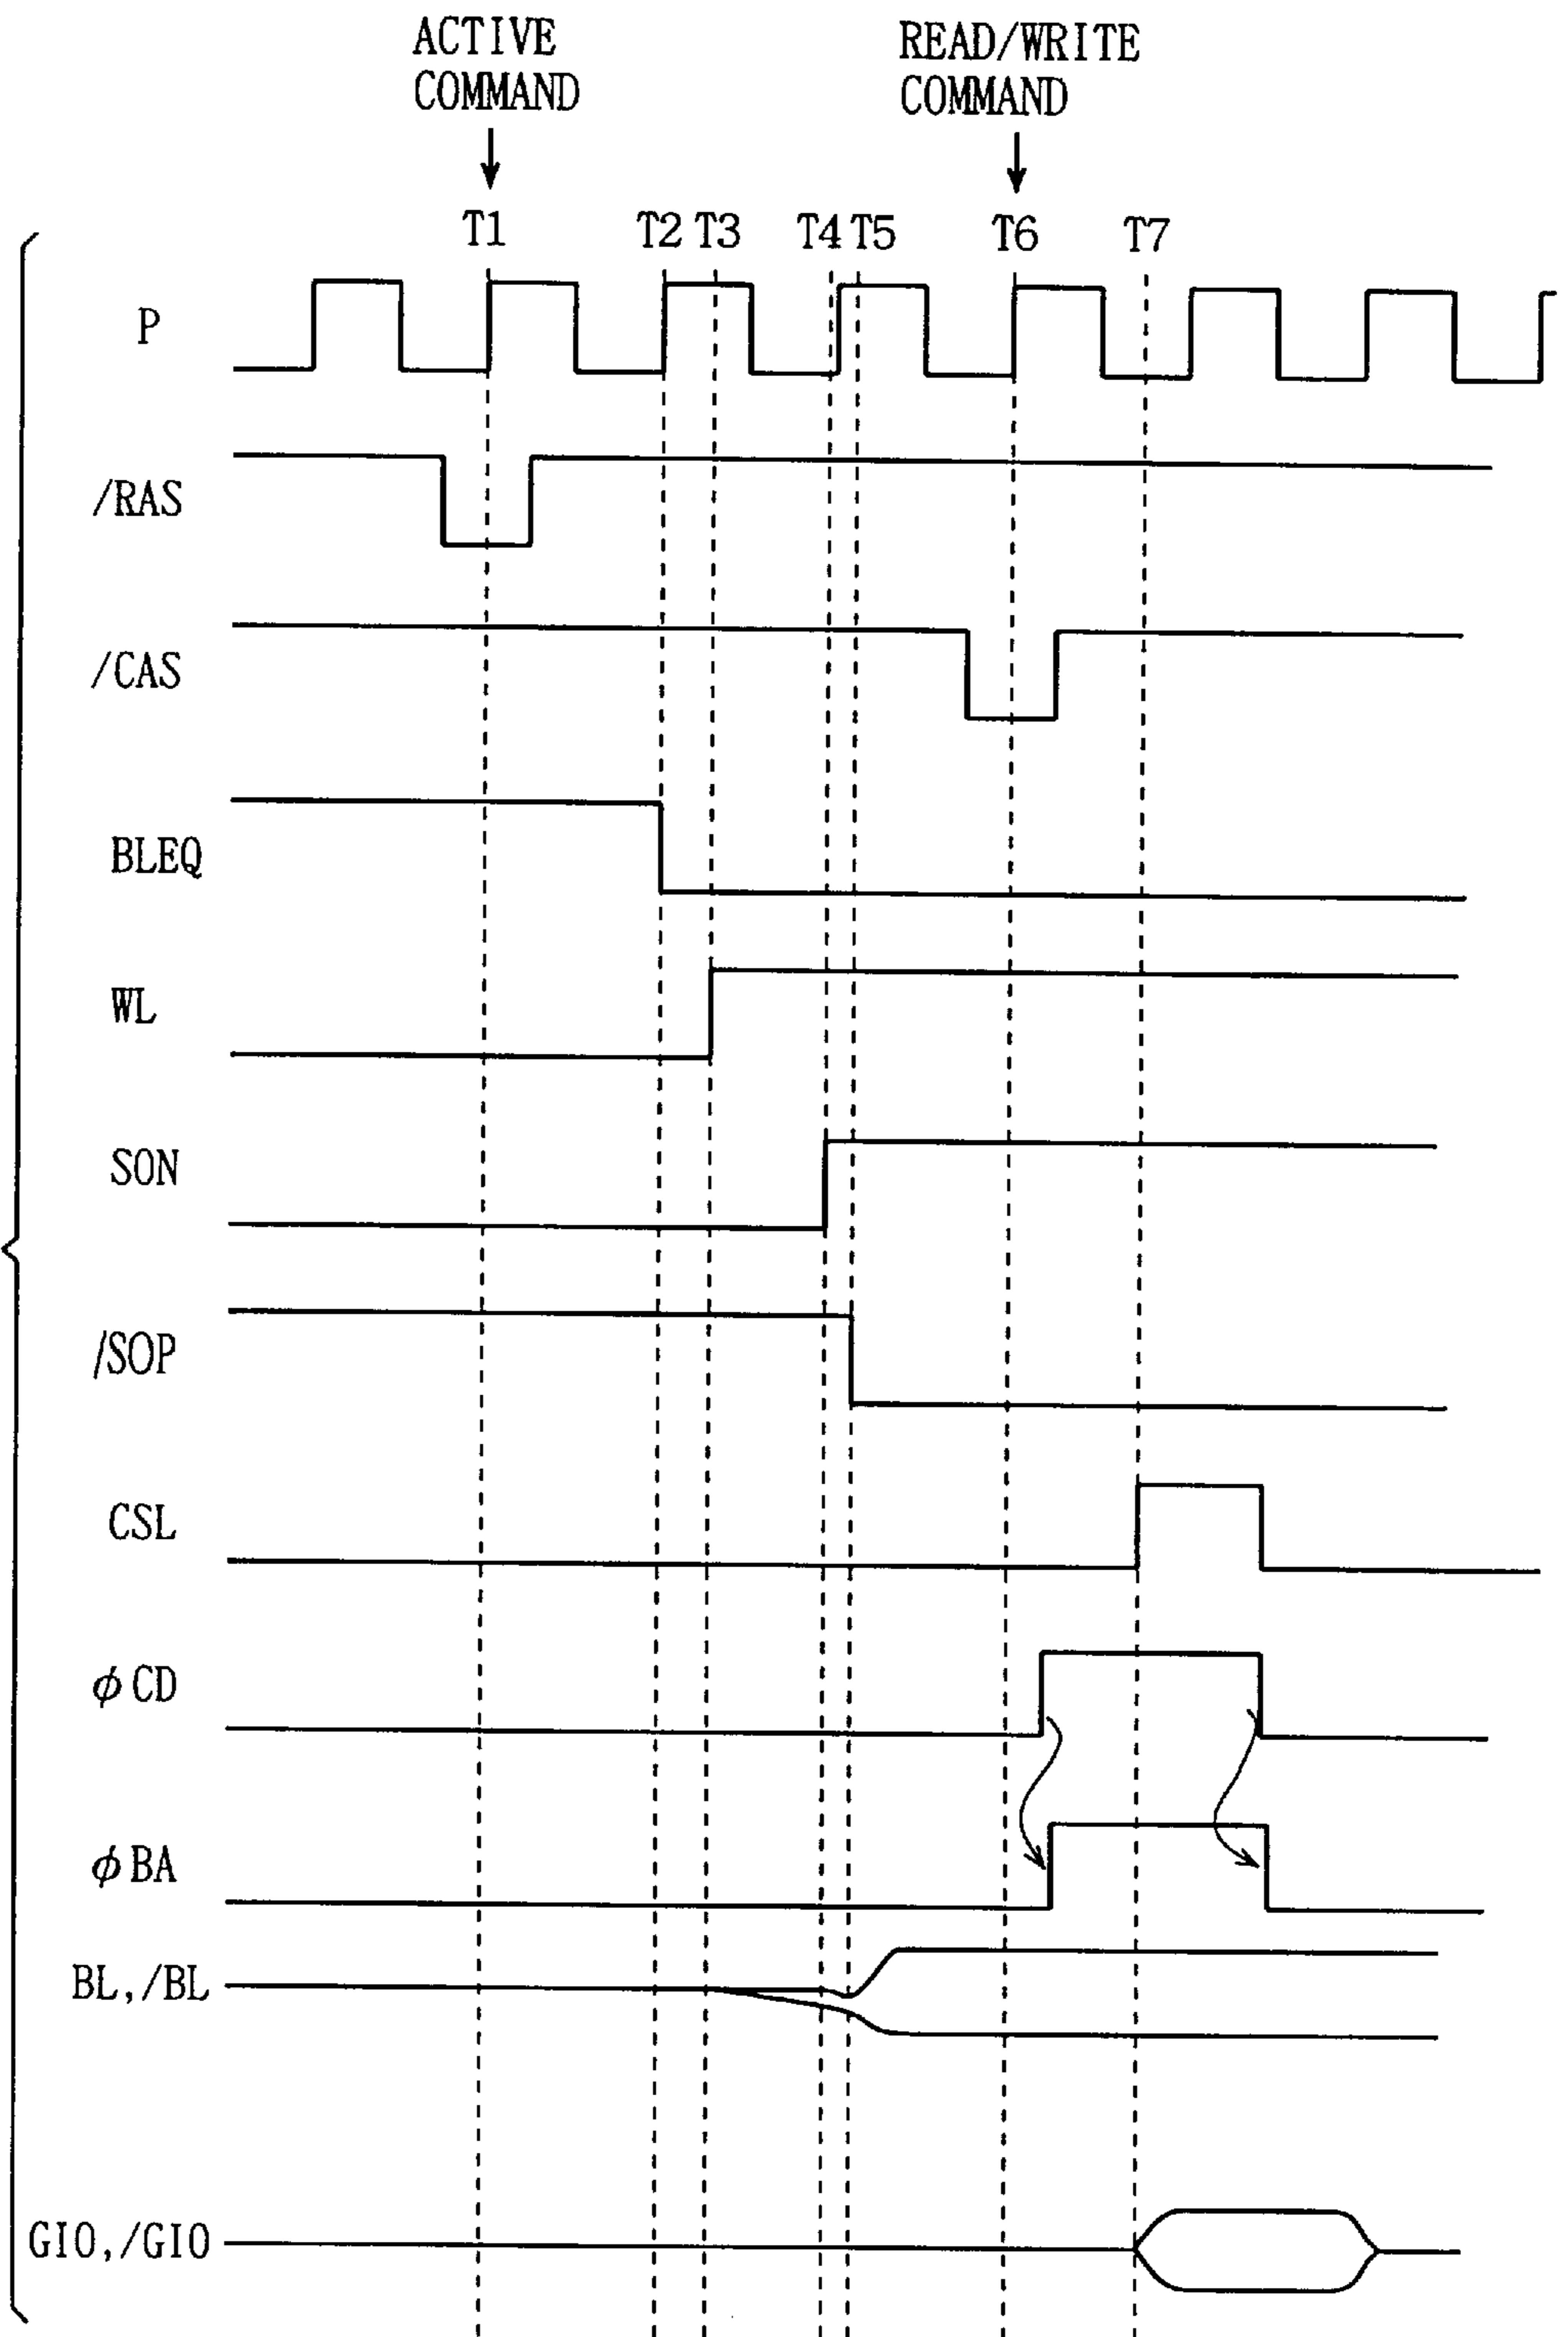 ACTIVE
COMMAND
READ/WRITE
COMMAND
T1 T2 T3 T4 T5 T6 T7
P
/RAS
/CAS
BLEQ
WL
SON
/SOP
CSL
φCD
φBA
BL,/BL
GIO,/GIO